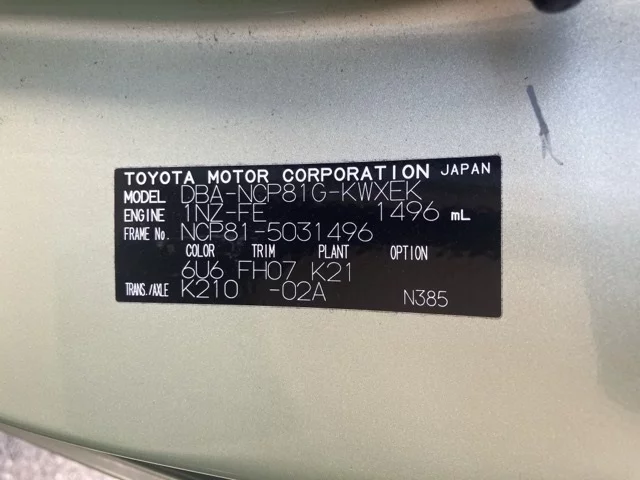 TOYOTA MOTOR CORPORATION JAPAN
MODEL DBA-NCP81G-KWXEK
ENGINE 1NZ-FE 1496 mL
FRAME No. NCP81-5031496
COLOR TRIM PLANT OPTION
6U6 FH07 K21
TRANS./AXLE K210 -02A N385